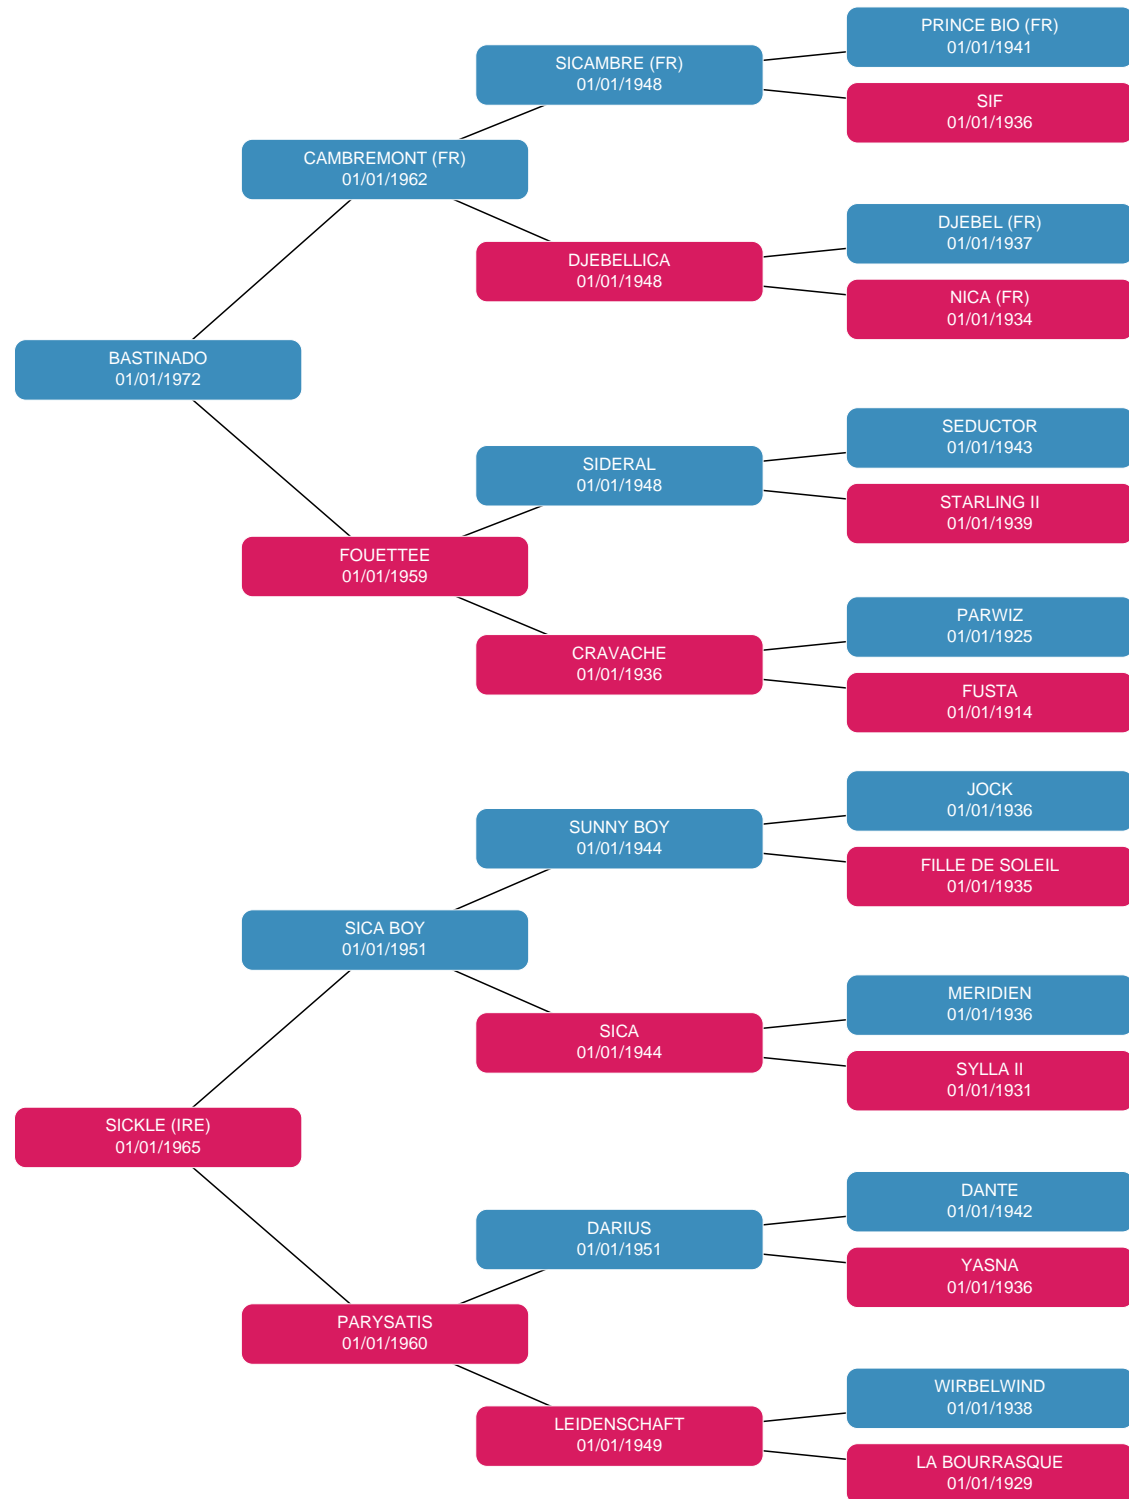 PRINCE BIO (FR)
01/01/1941
SICAMBRE (FR)
01/01/1948
SIF
01/01/1936
CAMBREMONT (FR)
01/01/1962
DJEBEL (FR)
01/01/1937
DJEBELLICA
01/01/1948
NICA (FR)
01/01/1934
BASTINADO
01/01/1972
SEDUCTOR
01/01/1943
SIDERAL
01/01/1948
STARLING II
01/01/1939
FOUETTEE
01/01/1959
PARWIZ
01/01/1925
CRAVACHE
01/01/1936
FUSTA
01/01/1914
JOCK
01/01/1936
SUNNY BOY
01/01/1944
FILLE DE SOLEIL
01/01/1935
SICA BOY
01/01/1951
MERIDIEN
01/01/1936
SICA
01/01/1944
SYLLA II
01/01/1931
SICKLE (IRE)
01/01/1965
DANTE
01/01/1942
DARIUS
01/01/1951
YASNA
01/01/1936
PARYSATIS
01/01/1960
WIRBELWIND
01/01/1938
LEIDENSCHAFT
01/01/1949
LA BOURRASQUE
01/01/1929